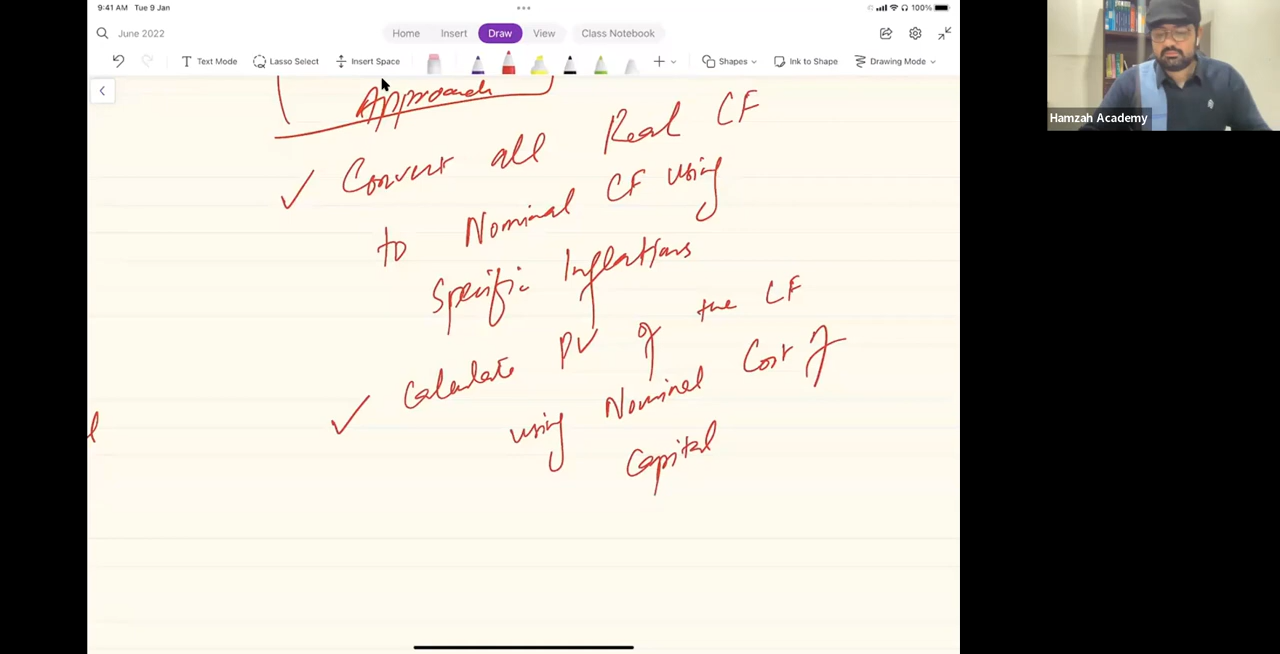 9:41 AM Tue 9 Jan
100%
June 2022
Home Insert Draw View Class Notebook
Text Mode Lasso Select Insert Space Shapes Ink to Shape Drawing Mode
Approach
✓ Convert all Real CF
to Nominal CF using
Specific Inflations
✓ Calculate PV of the CF
using Nominal Cost of
Capital
Hamzah Academy